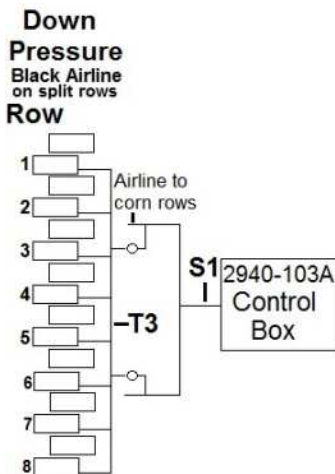 Down
Pressure
Black Airline
on split rows
Row
1
2
3
4
5
6
7
8
Airline to
corn rows
–T3
S1
2940-103A
Control
Box